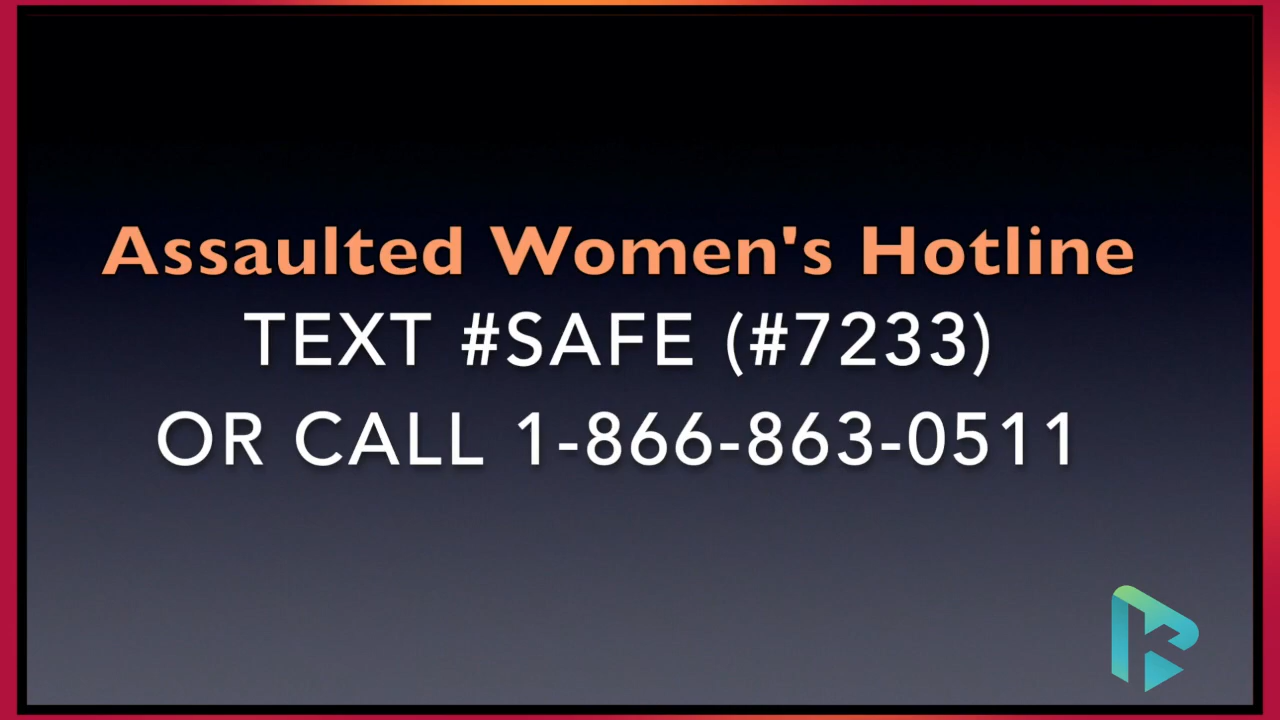 Assaulted Women's Hotline
TEXT #SAFE (#7233)
OR CALL 1-866-863-0511